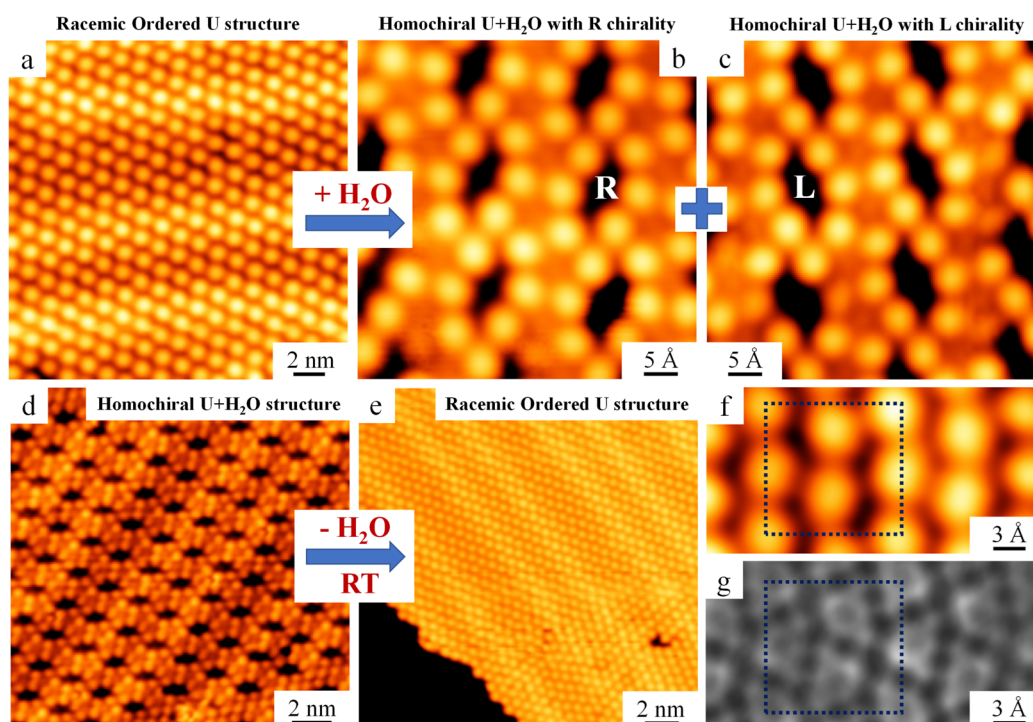 Racemic Ordered U structure
Homochiral U+H₂O with R chirality
Homochiral U+H₂O with L chirality
a
2 nm
+ H₂O
b
R
5 Å
c
L
5 Å
d
Homochiral U+H₂O structure
2 nm
- H₂O
RT
e
Racemic Ordered U structure
2 nm
f
3 Å
g
3 Å